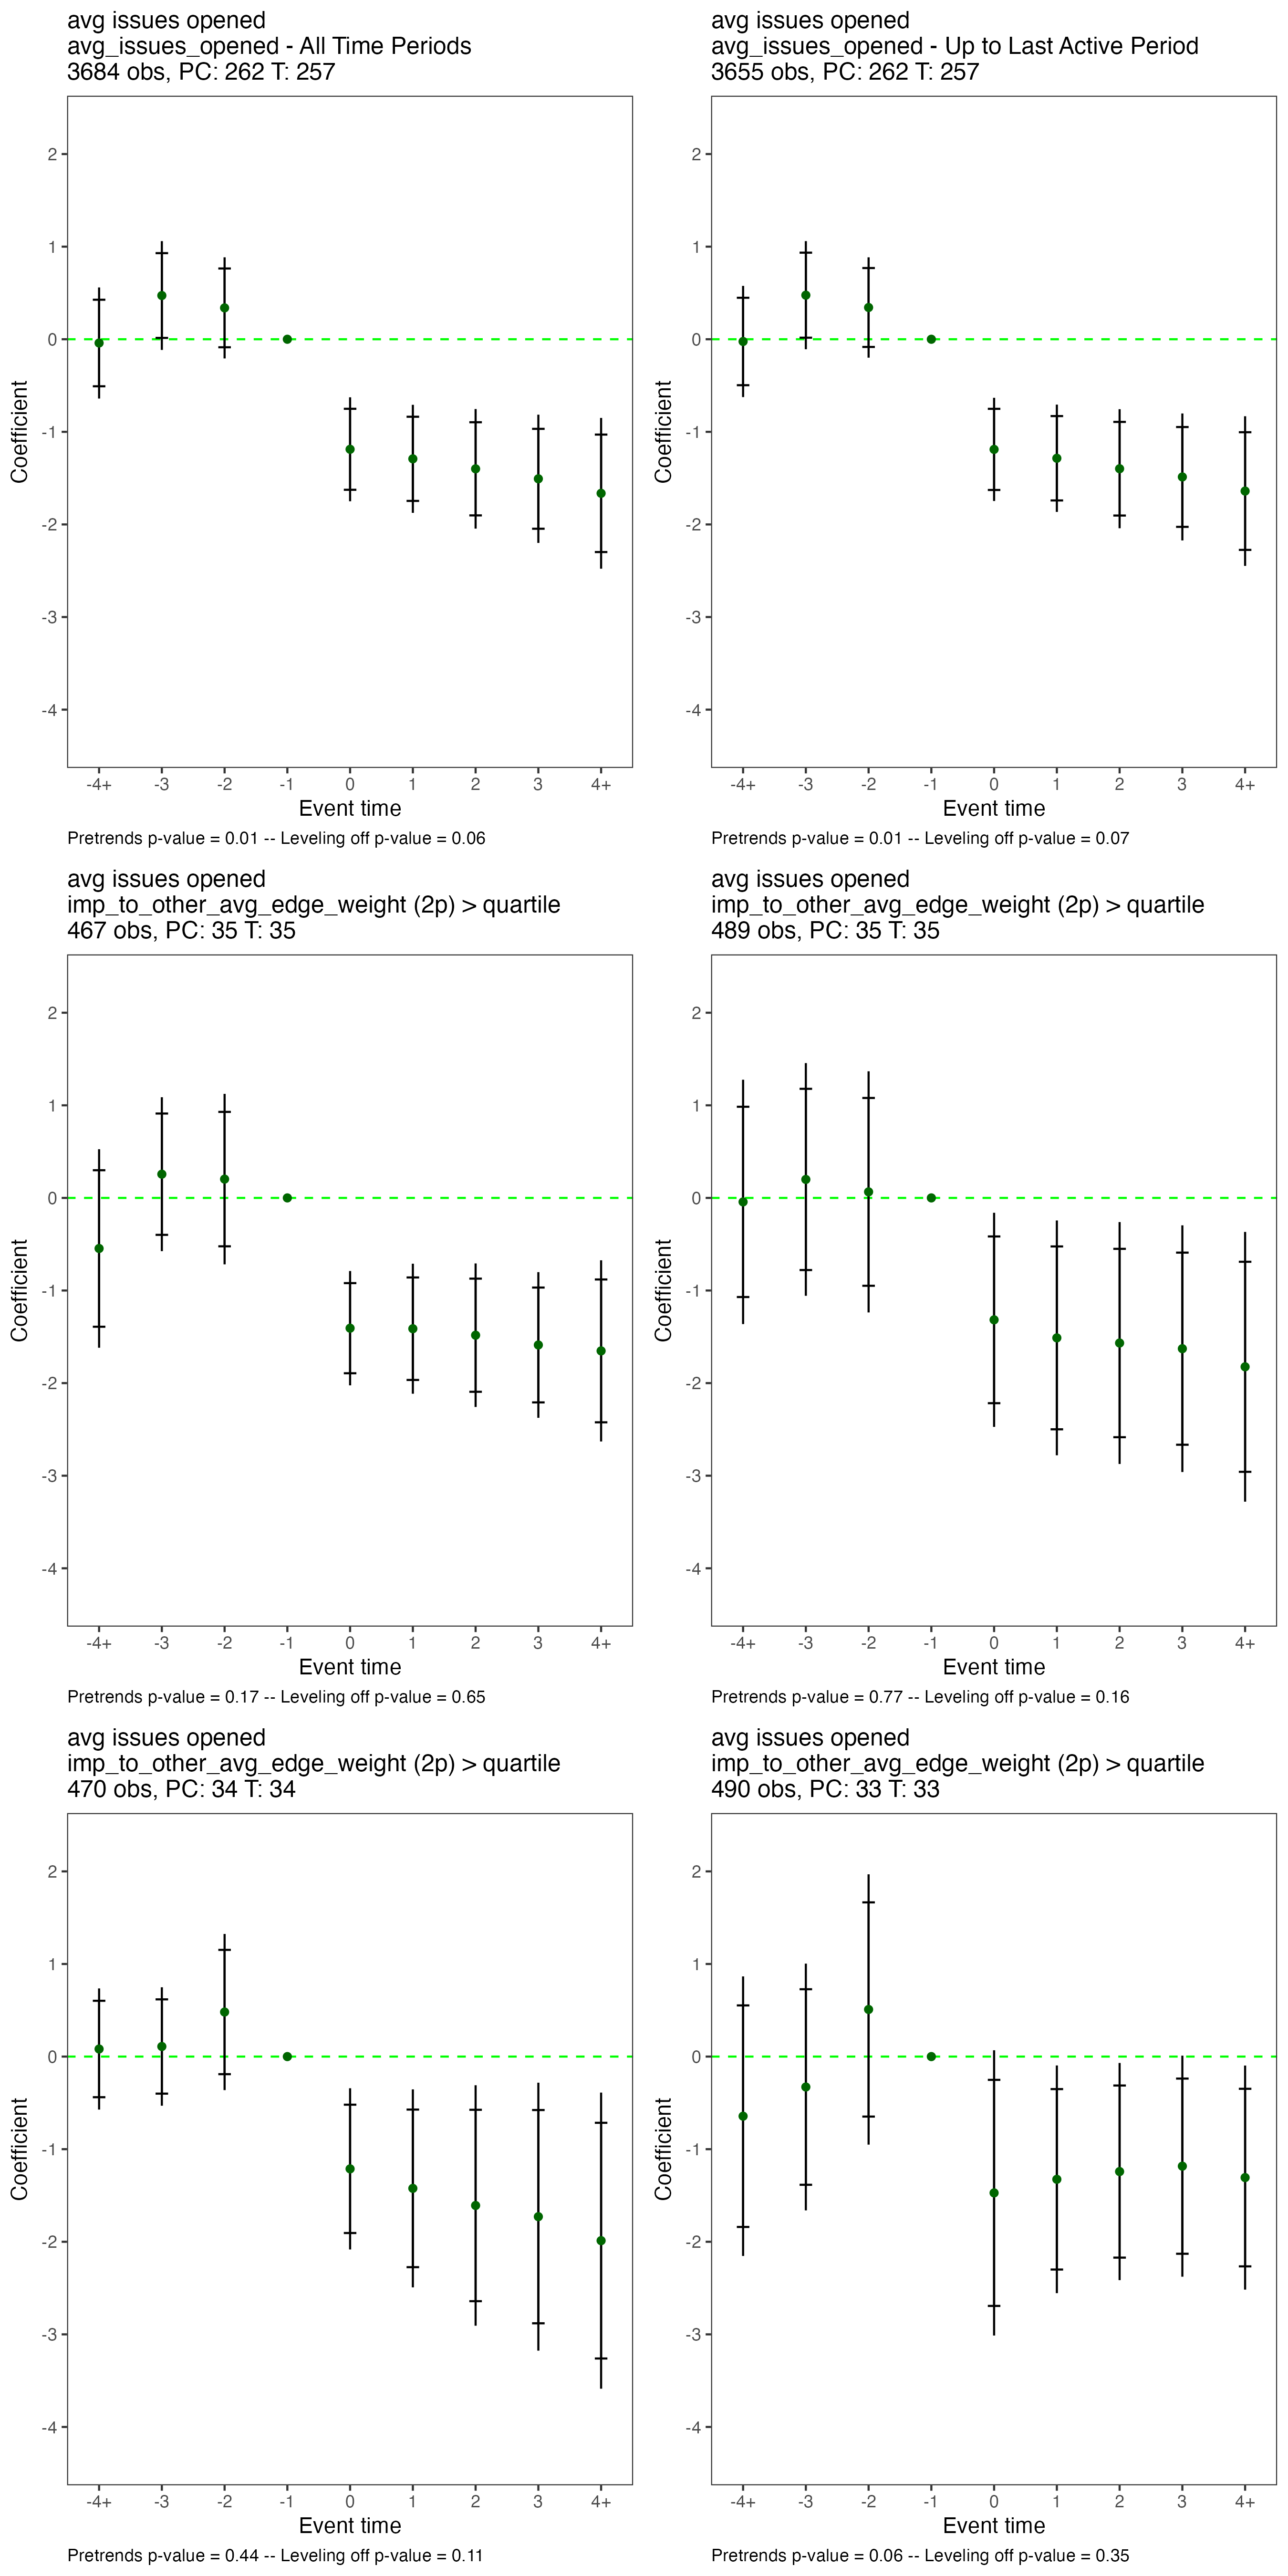 avg issues opened
avg_issues_opened - All Time Periods
3684 obs, PC: 262 T: 257
2
1
0
-1
-2
-3
-4
Coefficient
-4+ -3 -2 -1 0 1 2 3 4+
Event time
Pretrends p-value = 0.01 -- Leveling off p-value = 0.06
avg issues opened
avg_issues_opened - Up to Last Active Period
3655 obs, PC: 262 T: 257
2
1
0
-1
-2
-3
-4
Coefficient
-4+ -3 -2 -1 0 1 2 3 4+
Event time
Pretrends p-value = 0.01 -- Leveling off p-value = 0.07
avg issues opened
imp_to_other_avg_edge_weight (2p) > quartile
467 obs, PC: 35 T: 35
2
1
0
-1
-2
-3
-4
Coefficient
-4+ -3 -2 -1 0 1 2 3 4+
Event time
Pretrends p-value = 0.17 -- Leveling off p-value = 0.65
avg issues opened
imp_to_other_avg_edge_weight (2p) > quartile
489 obs, PC: 35 T: 35
2
1
0
-1
-2
-3
-4
Coefficient
-4+ -3 -2 -1 0 1 2 3 4+
Event time
Pretrends p-value = 0.77 -- Leveling off p-value = 0.16
avg issues opened
imp_to_other_avg_edge_weight (2p) > quartile
470 obs, PC: 34 T: 34
2
1
0
-1
-2
-3
-4
Coefficient
-4+ -3 -2 -1 0 1 2 3 4+
Event time
Pretrends p-value = 0.44 -- Leveling off p-value = 0.11
avg issues opened
imp_to_other_avg_edge_weight (2p) > quartile
490 obs, PC: 33 T: 33
2
1
0
-1
-2
-3
-4
Coefficient
-4+ -3 -2 -1 0 1 2 3 4+
Event time
Pretrends p-value = 0.06 -- Leveling off p-value = 0.35